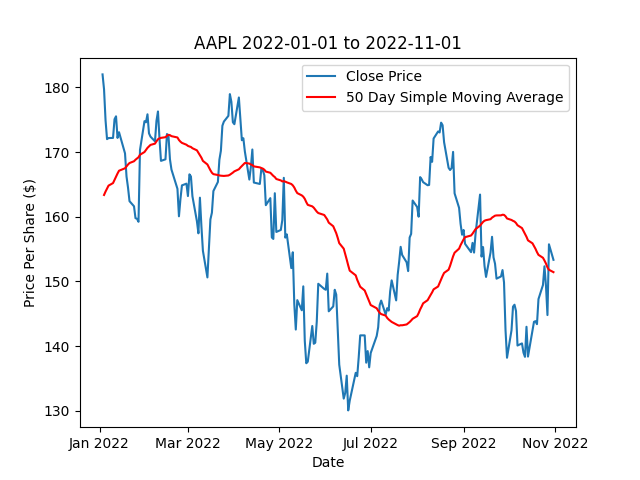 AAPL 2022-01-01 to 2022-11-01
Close Price
50 Day Simple Moving Average
Price Per Share ($)
180
170
160
150
140
130
Jan 2022 Mar 2022 May 2022 Jul 2022 Sep 2022 Nov 2022
Date